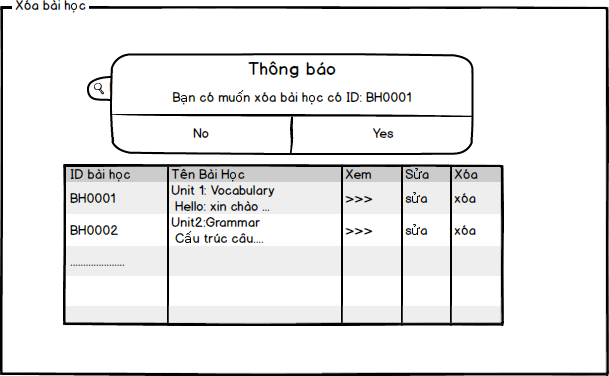 Xóa bài học
Thông báo
Bạn có muốn xóa bài học có ID: BH0001
No Yes
ID bài học Tên Bài Học Xem Sửa Xóa
BH0001 Unit 1: Vocabulary >>> sửa xóa
Hello: xin chào ...
BH0002 Unit2:Grammar >>> sửa xóa
Cấu trúc câu....
.....................